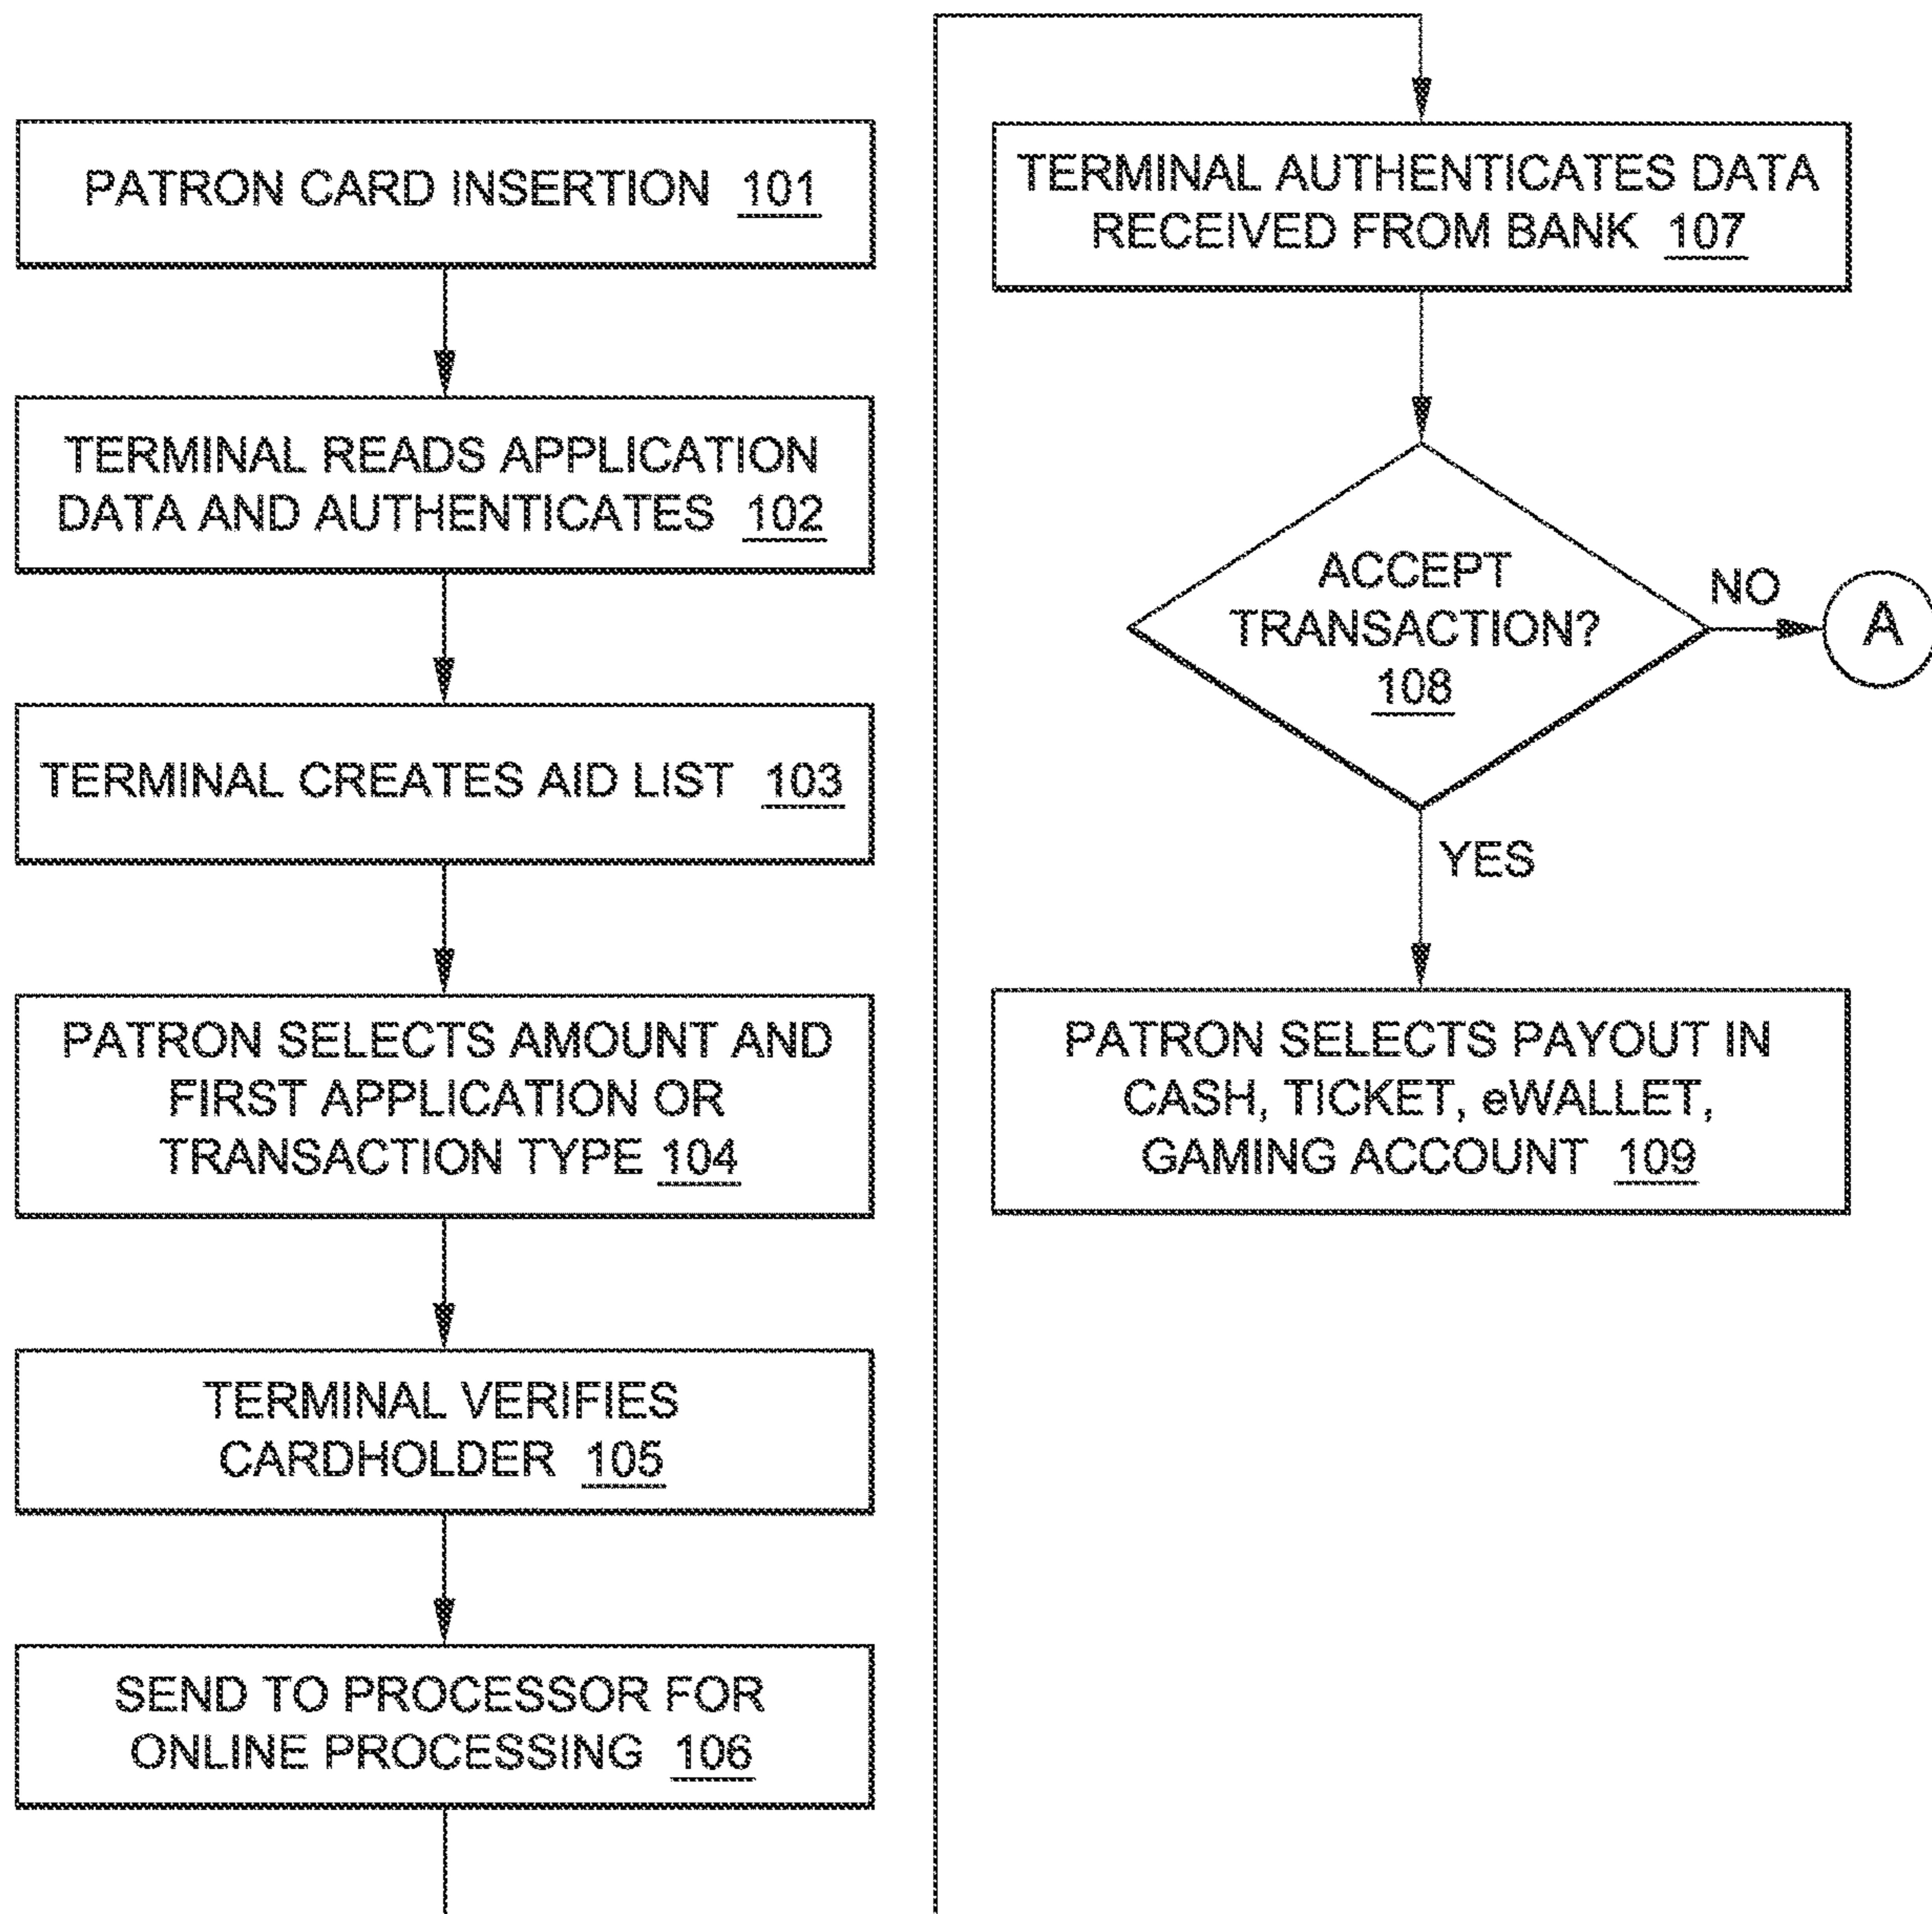 PATRON CARD INSERTION 101
TERMINAL READS APPLICATION
DATA AND AUTHENTICATES 102
TERMINAL CREATES AID LIST 103
PATRON SELECTS AMOUNT AND
FIRST APPLICATION OR
TRANSACTION TYPE 104
TERMINAL VERIFIES
CARDHOLDER 105
SEND TO PROCESSOR FOR
ONLINE PROCESSING 106
TERMINAL AUTHENTICATES DATA
RECEIVED FROM BANK 107
ACCEPT
TRANSACTION?
108
NO
A
YES
PATRON SELECTS PAYOUT IN
CASH, TICKET, eWALLET,
GAMING ACCOUNT 109